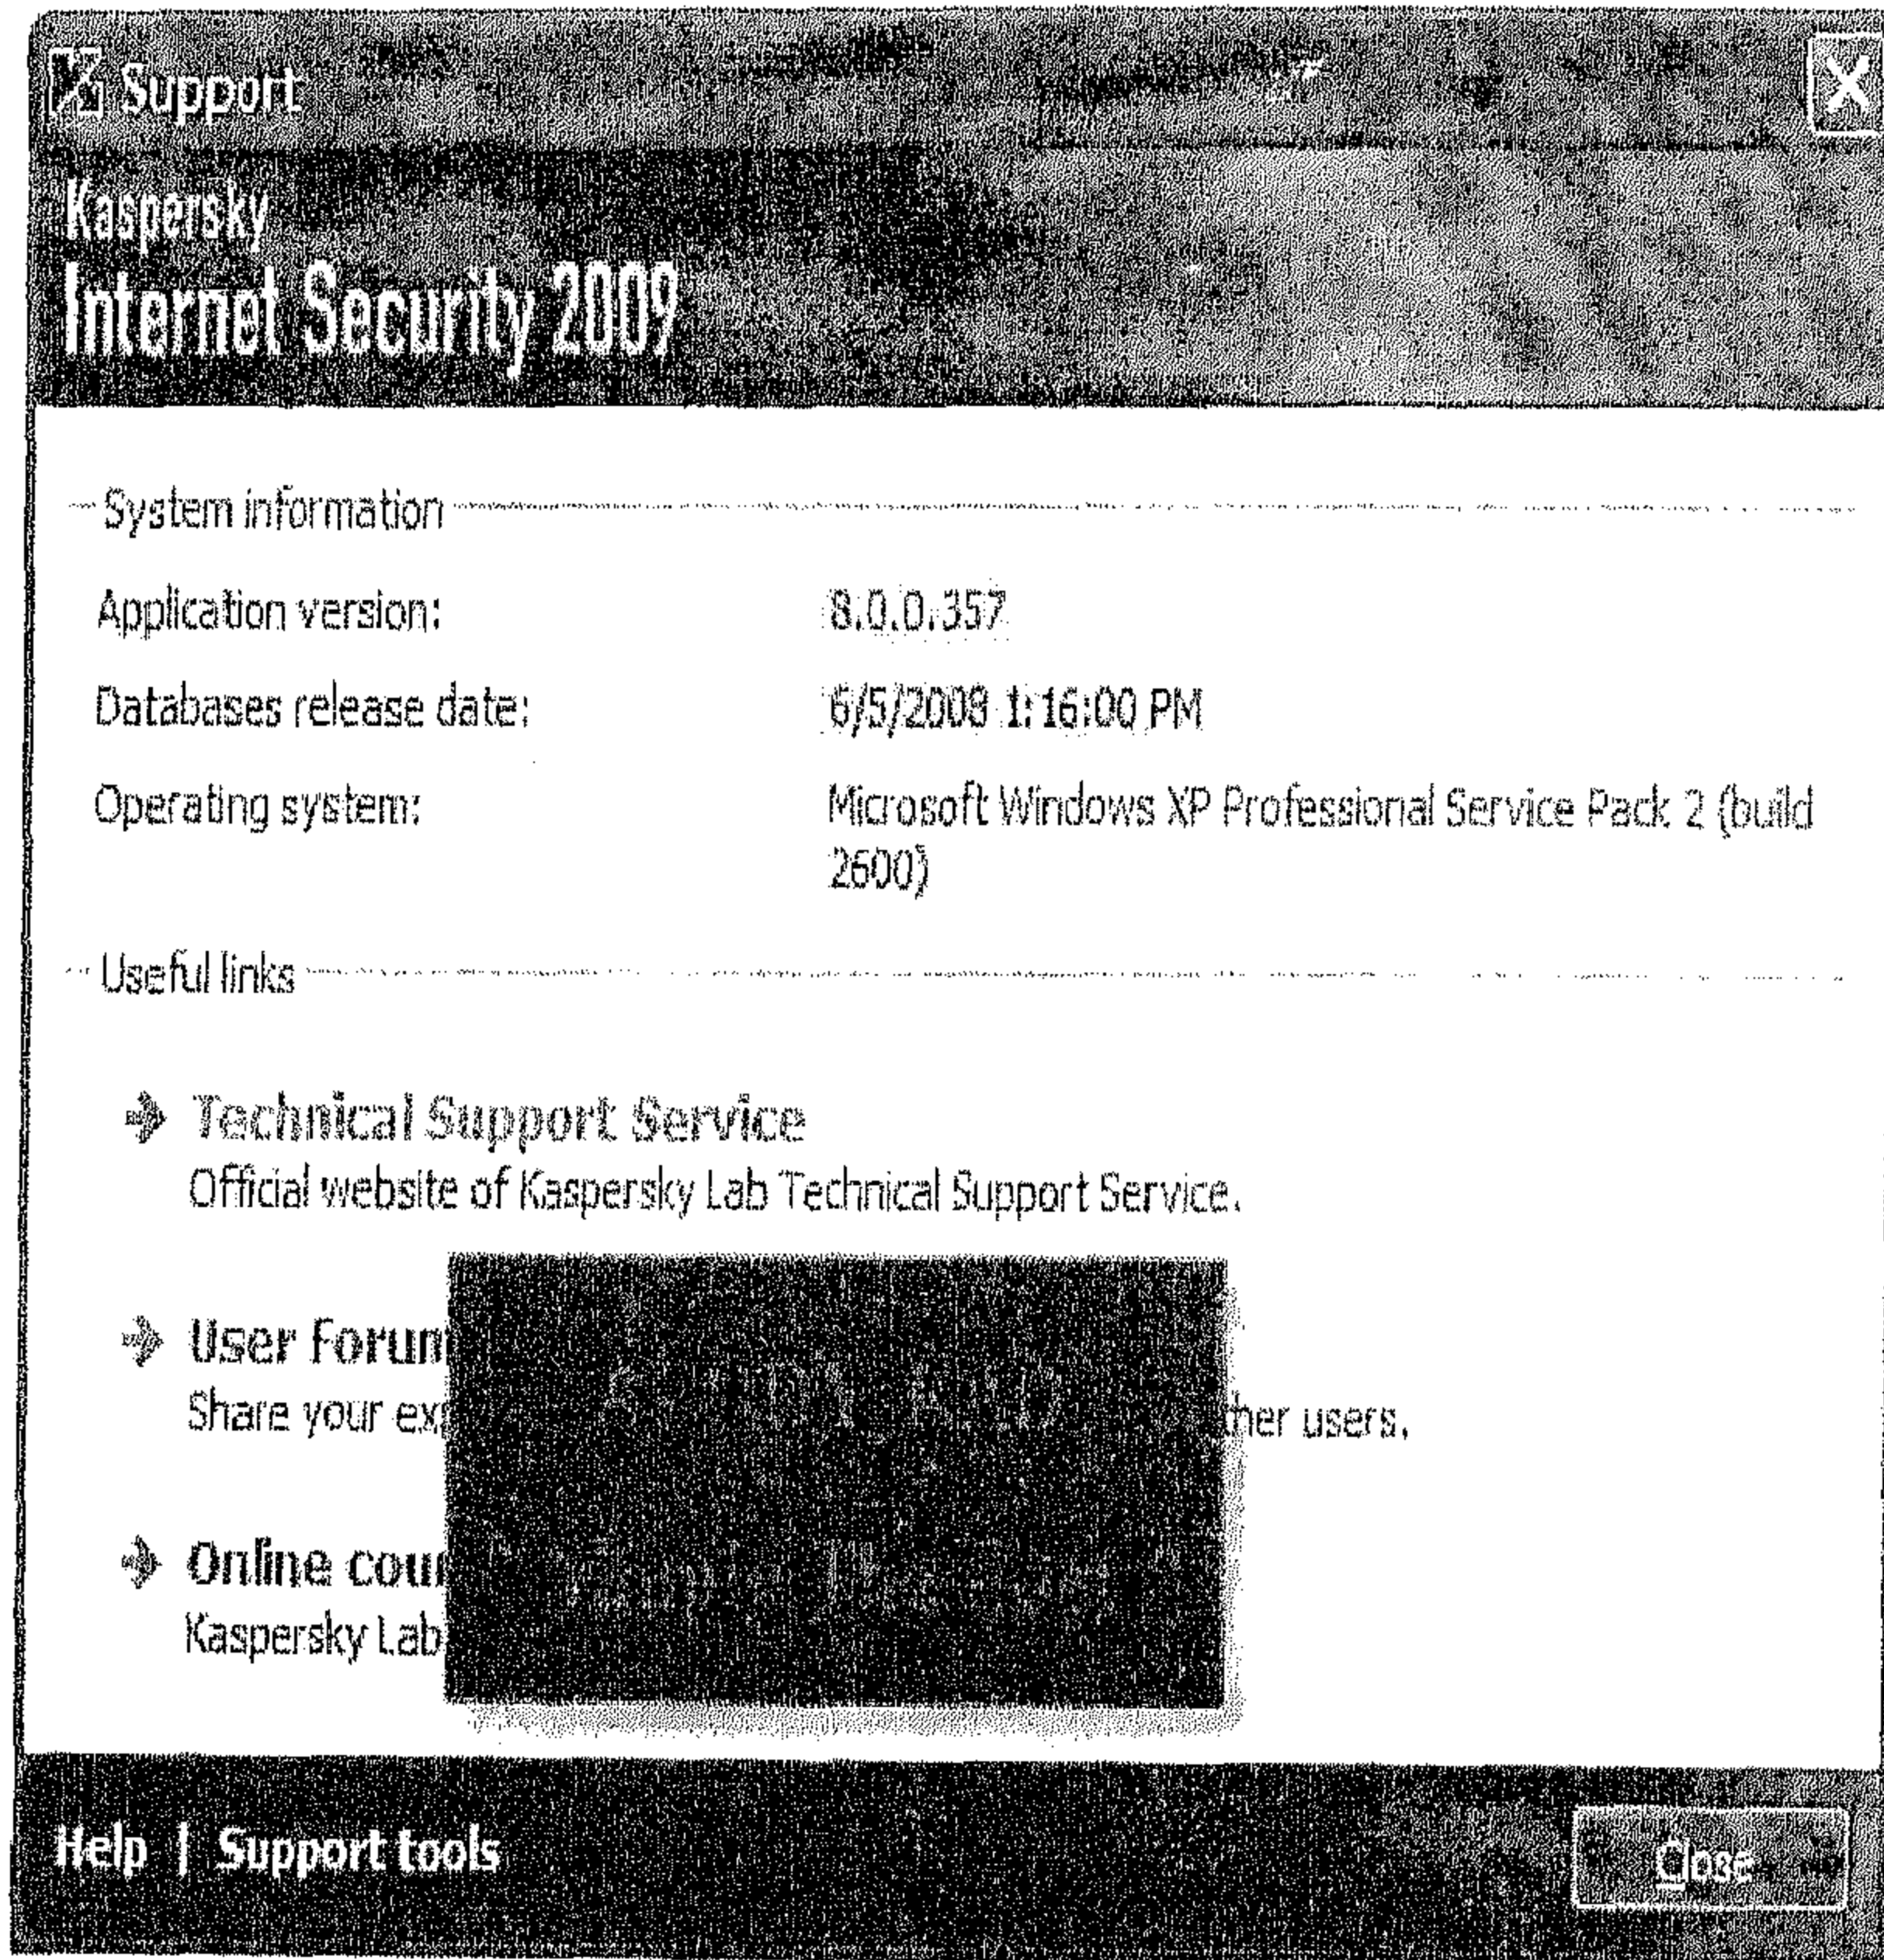 Support
Kaspersky
Internet Security 2009
System information
Application version: 8.0.0.357
Databases release date: 6/5/2008 1:16:00 PM
Operating system: Microsoft Windows XP Professional Service Pack 2 (build
2600)
Useful links
Technical Support Service
Official website of Kaspersky Lab Technical Support Service.
User Forum
Share your ex her users.
Online cour
Kaspersky Lab
Help | Support tools
Close